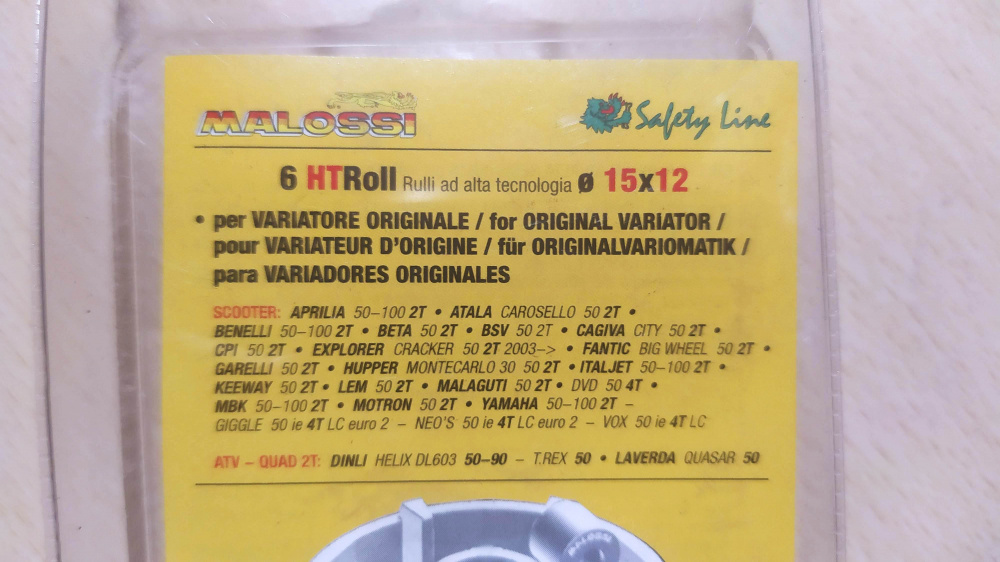 MALOSSI Safety Line
6 HTRoll Rulli ad alta tecnologia Ø 15x12
• per VARIATORE ORIGINALE / for ORIGINAL VARIATOR /
pour VARIATEUR D'ORIGINE / für ORIGINALVARIOMATIK /
para VARIADORES ORIGINALES
SCOOTER: APRILIA 50–100 2T • ATALA CAROSELLO 50 2T •
BENELLI 50–100 2T • BETA 50 2T • BSV 50 2T • CAGIVA CITY 50 2T •
CPI 50 2T • EXPLORER CRACKER 50 2T 2003–> • FANTIC BIG WHEEL 50 2T •
GARELLI 50 2T • HUPPER MONTECARLO 30 50 2T • ITALJET 50–100 2T •
KEEWAY 50 2T • LEM 50 2T • MALAGUTI 50 2T • DVD 50 4T •
MBK 50–100 2T • MOTRON 50 2T • YAMAHA 50–100 2T –
GIGGLE 50 ie 4T LC euro 2 – NEO'S 50 ie 4T LC euro 2 – VOX 50 ie 4T LC
ATV – QUAD 2T: DINLI HELIX DL603 50–90 – T.REX 50 • LAVERDA QUASAR 50
MALOSSI